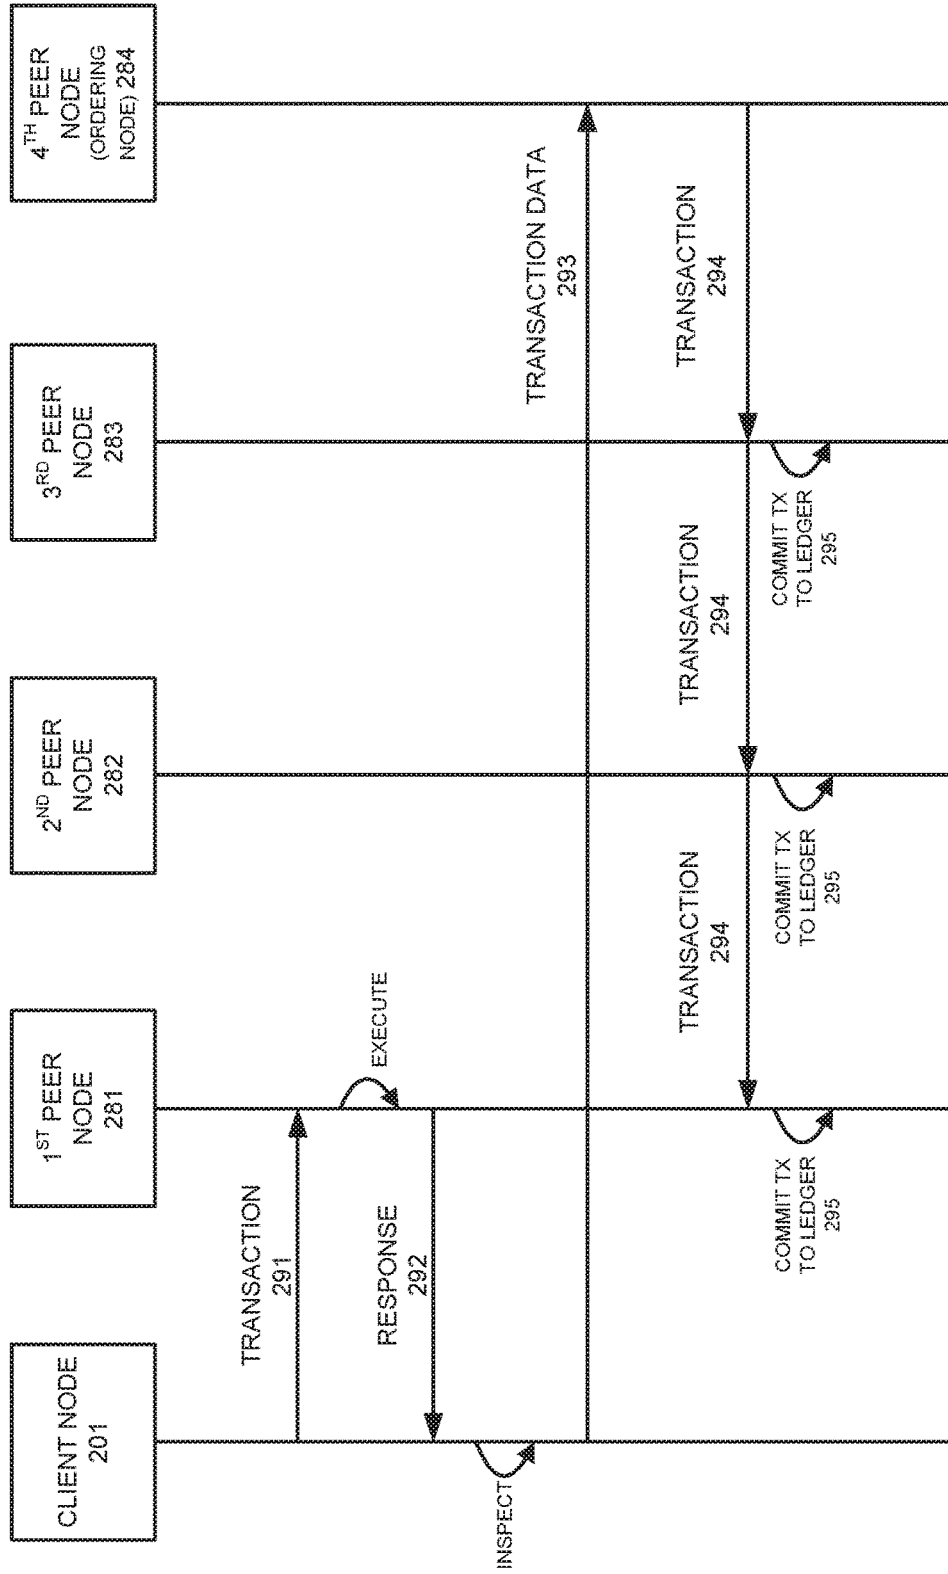 CLIENT NODE
201
1ST PEER
NODE
281
2ND PEER
NODE
282
3RD PEER
NODE
283
4TH PEER
NODE
(ORDERING
NODE) 284
TRANSACTION
291
EXECUTE
RESPONSE
292
INSPECT
TRANSACTION DATA
293
TRANSACTION
294
TRANSACTION
294
TRANSACTION
294
COMMIT TX
TO LEDGER
295
COMMIT TX
TO LEDGER
295
COMMIT TX
TO LEDGER
295